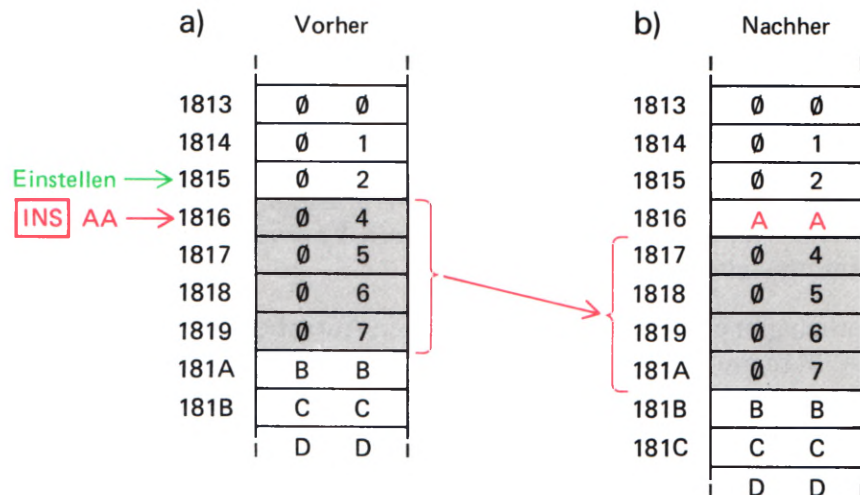 a) Vorher
1813 Ø Ø
1814 Ø 1
Einstellen 1815 Ø 2
INS AA 1816 Ø 4
1817 Ø 5
1818 Ø 6
1819 Ø 7
181A B B
181B C C
D D
b) Nachher
1813 Ø Ø
1814 Ø 1
1815 Ø 2
1816 A A
1817 Ø 4
1818 Ø 5
1819 Ø 6
181A Ø 7
181B B B
181C C C
D D